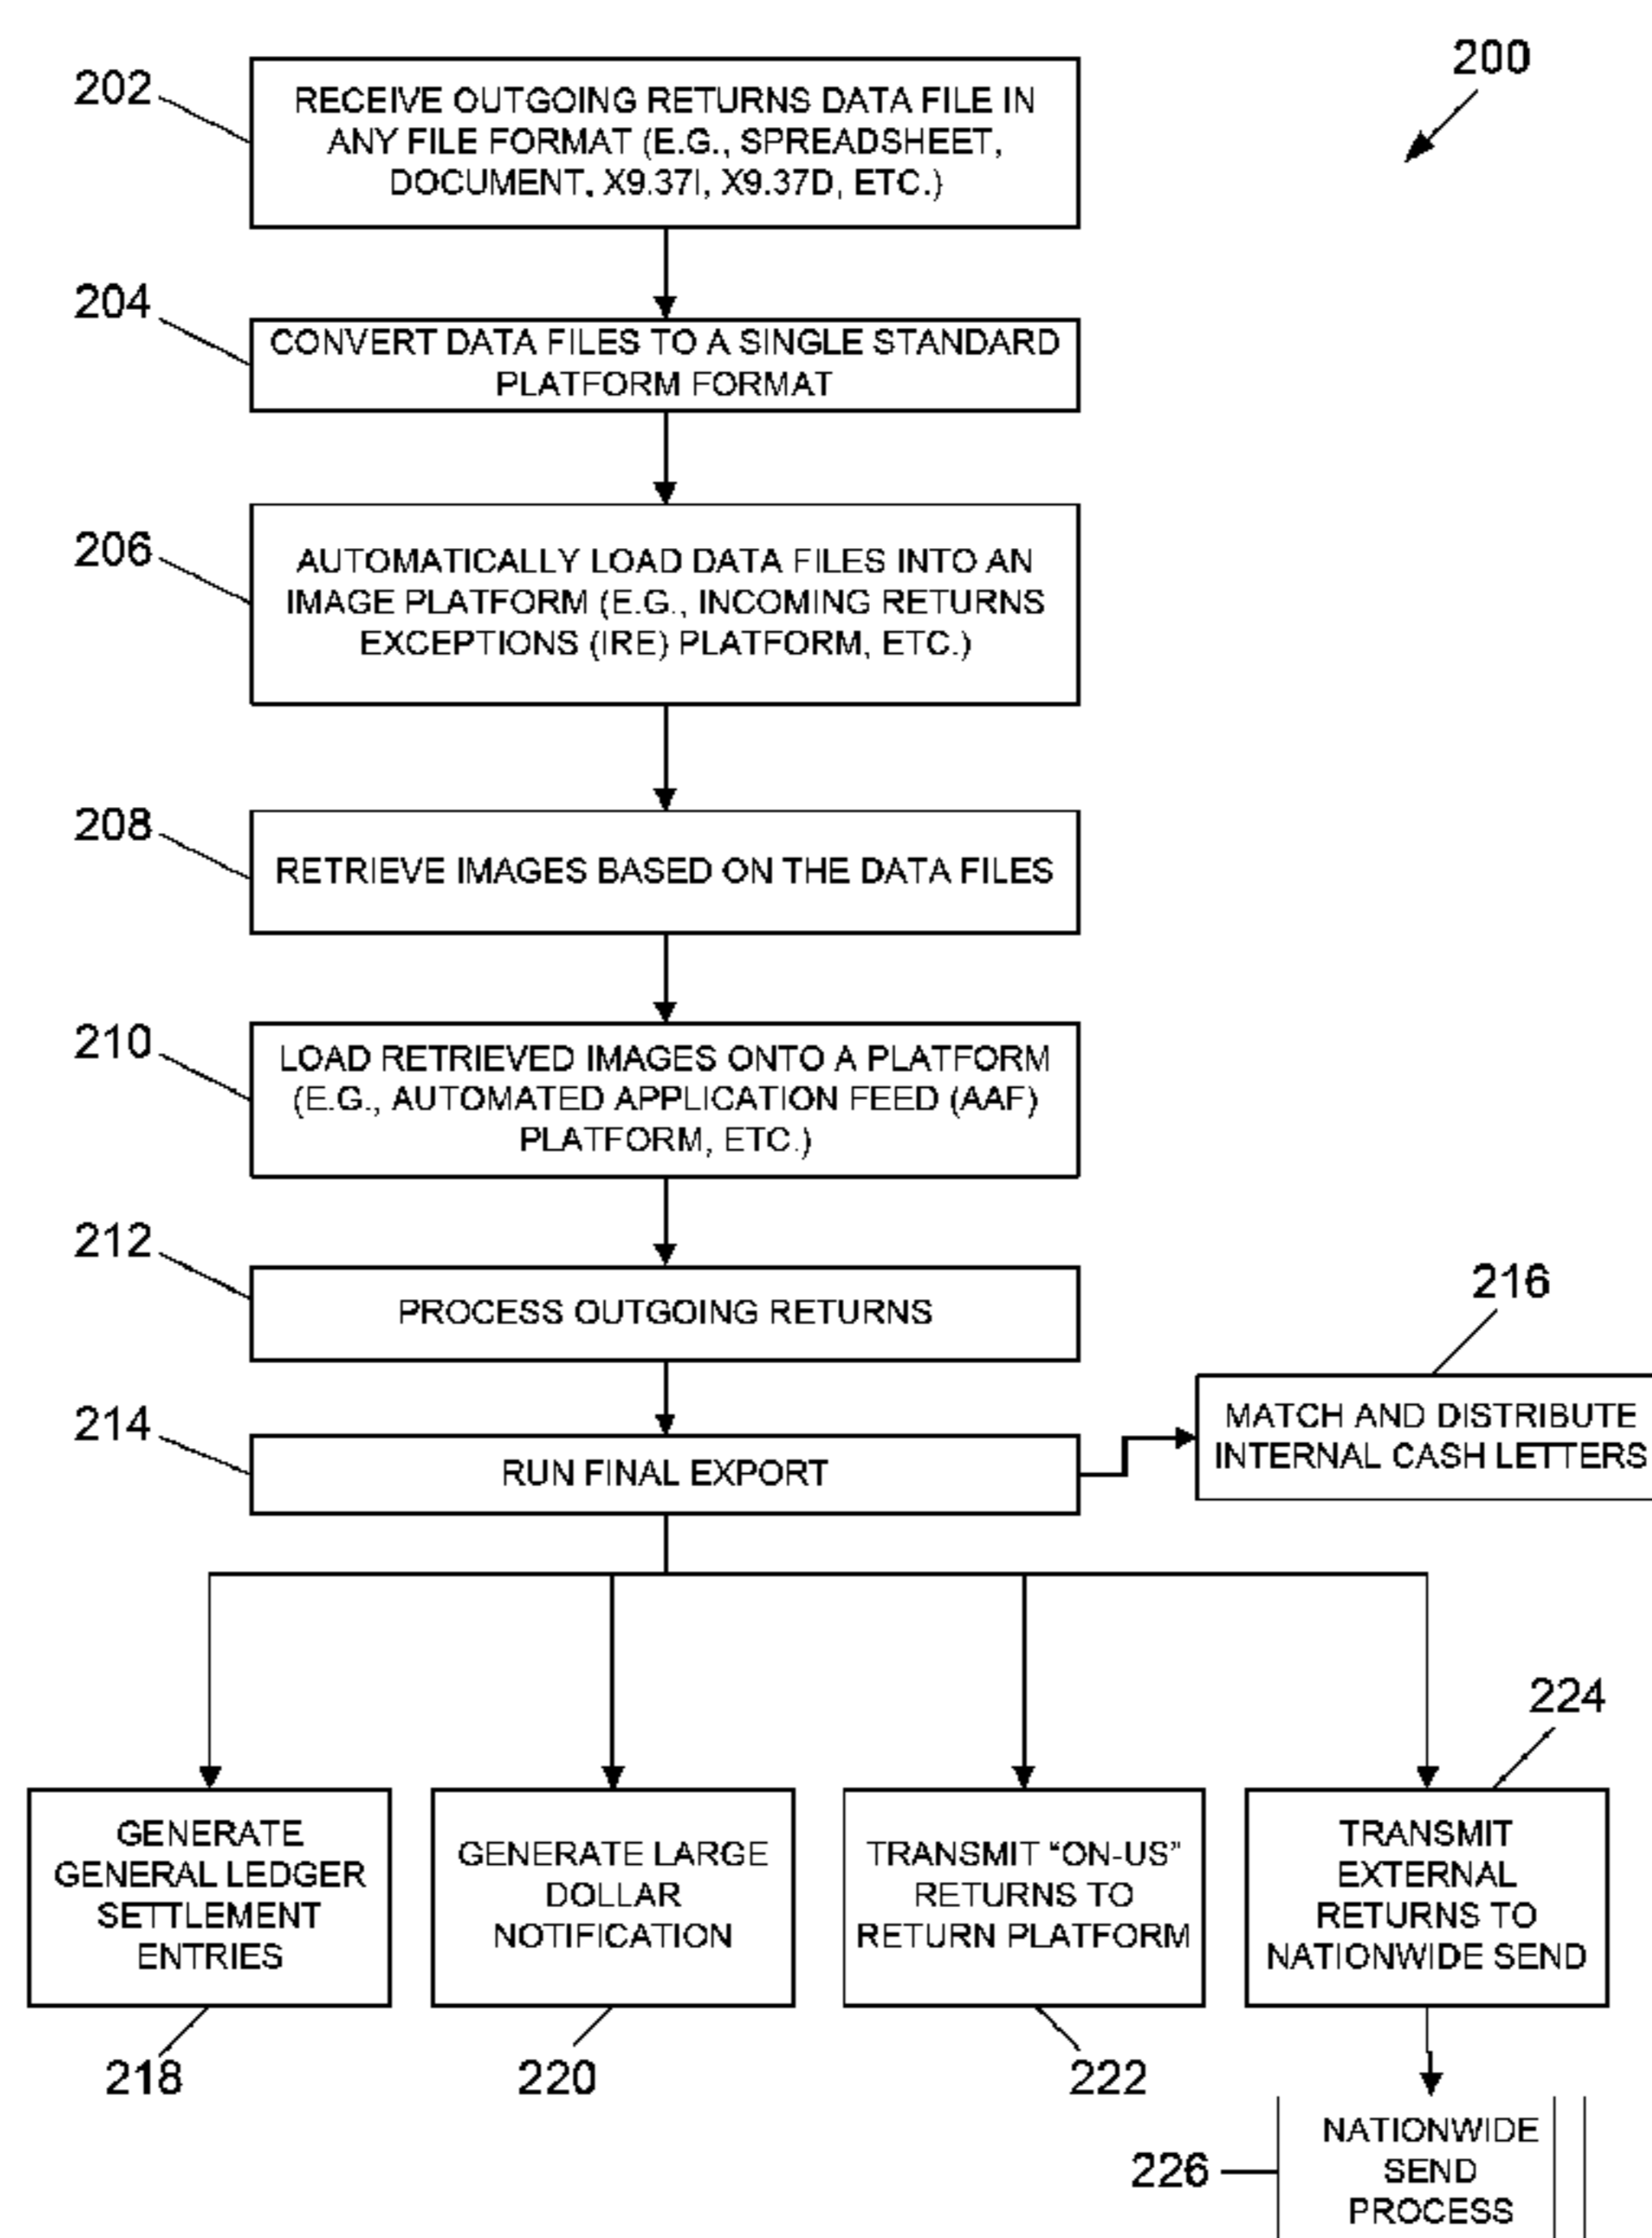 200
202
RECEIVE OUTGOING RETURNS DATA FILE IN
ANY FILE FORMAT (E.G., SPREADSHEET,
DOCUMENT, X9.37I, X9.37D, ETC.)
204
CONVERT DATA FILES TO A SINGLE STANDARD
PLATFORM FORMAT
206
AUTOMATICALLY LOAD DATA FILES INTO AN
IMAGE PLATFORM (E.G., INCOMING RETURNS
EXCEPTIONS (IRE) PLATFORM, ETC.)
208
RETRIEVE IMAGES BASED ON THE DATA FILES
210
LOAD RETRIEVED IMAGES ONTO A PLATFORM
(E.G., AUTOMATED APPLICATION FEED (AAF)
PLATFORM, ETC.)
212
PROCESS OUTGOING RETURNS
214
RUN FINAL EXPORT
216
MATCH AND DISTRIBUTE
INTERNAL CASH LETTERS
GENERATE
GENERAL LEDGER
SETTLEMENT
ENTRIES
218
GENERATE LARGE
DOLLAR
NOTIFICATION
220
TRANSMIT “ON-US”
RETURNS TO
RETURN PLATFORM
222
224
TRANSMIT
EXTERNAL
RETURNS TO
NATIONWIDE SEND
226
NATIONWIDE
SEND
PROCESS